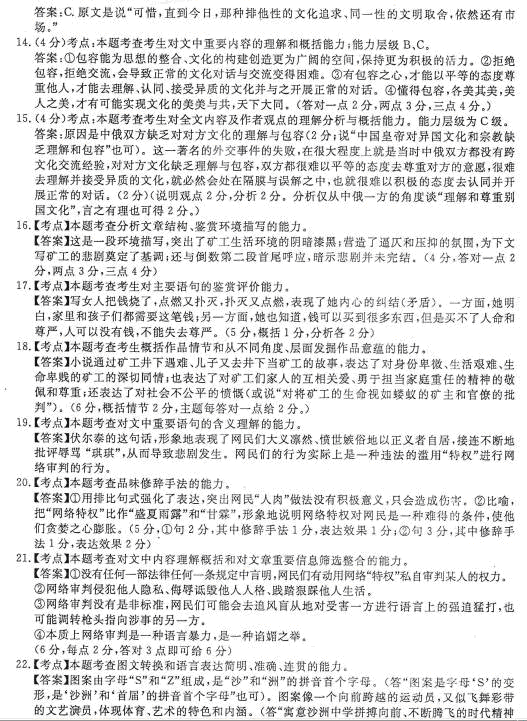 答案:C.原文是说“可惜,直到今日,那种排他性的文化追求、同一性的文明取舍,依然还有市
场。”
14.(4分)考点:本题考查考生对文中重要内容的理解和概括能力;能力层级B、C。
答案:①包容能为思想的整合、文化的构建创造更为广阔的空间,保持更为积极的活力。②拒绝
包容,拒绝交流,会导致正常的文化对话与交流变得困难。③有包容之心,才能以平等的态度尊
重他人,才能去理解、认同、接受异质的文化并与之开展正常的对话。④懂得包容,各美其美,美
人之美,才有可能实现文化的美美与共,天下大同。(答对一点2分,两点3分,三点4分。)
15.(4分)考点:本题考查考生对全文内容及作者观点的理解分析与概括能力。能力层级为C级。
答案:原因是中俄双方缺乏对对方文化的理解与包容(2分;说“中国皇帝对异国文化和宗教缺
乏理解和包容”也可)。这一著名的外交事件的失败,在很大程度上就是当时中俄双方都没有跨
文化交流经验,对对方文化缺乏理解与包容,双方都很难以平等的态度去尊重对方的意愿,很难
去理解并接受异质的文化,就必然会处在隔膜与误解之中,也就很难以积极的态度去认同并开
展正常的对话。(2分)(说明观点2分,分析2分。分析仅从中俄一方的角度谈“理解和尊重别
国文化”,言之有理也可得2分。)
16.【考点】本题考查分析文章结构、鉴赏环境描写的能力。
【答案】这是一段环境描写,突出了矿工生活环境的阴暗漆黑;营造了逼仄和压抑的氛围,为下文
写矿工的悲剧奠定了基调;还与倒数第二段首尾呼应,暗示悲剧并未完结。(4分,答对一点2
分,两点3分,三点4分)
17.【考点】本题考查考生对主要语句的鉴赏评价能力。
【答案】写女人把钱烧了,点燃又扑灭,扑灭又点燃,表现了她内心的纠结(矛盾)。一方面,她明
白,家里和孩子们都需要这笔钱;另一方面,她也知道,钱可以买到很多东西,但是买不了人命和
尊严,人可以没有钱,不能失去尊严。(5分,概括1分,分析各2分)
18.【考点】本题考查考生概括作品情节和从不同角度、层面发掘作品意蕴的能力。
【答案】小说通过矿工井下遇难、儿子又去井下当矿工的故事,表达了对身份卑微、生活艰难、生
命卑贱的矿工的深切同情;也表达了对矿工们家人的互相关爱、勇于担当家庭重任的精神的敬
佩和尊重;还表达了对社会不公平的愤慨(或说“对将矿工的生命视如蝼蚁的矿主和官僚的批
判”)。(6分,概括情节2分,主题每答对一点给2分。)
19.【考点】本题考查对文中重要语句的含义理解的能力。
【答案】伏尔泰的这句话,形象地表现了网民们大义凛然、愤世嫉俗地以正义者自居,接连不断地
批评辱骂“琪琪”,从而导致悲剧发生。网民们的行为实际上是一种违法的滥用“特权”进行网
络审判的行为。
20.【考点】本题考查品味修辞手法的能力。
【答案】①用排比句式强化了表达,突出网民“人肉”做法没有积极意义,只会造成伤害。②比喻,
把“网络特权”比作“盛夏雨露”和“甘霖”,形象地说明网络特权对网民是一种难得的条件,使他
们贪婪之心膨胀。(5分,①句2分,其中修辞手法1分,表达效果1分;②句3分,其中修辞手
法1分,表达效果2分)
21.【考点】本题考查对文中内容理解概括和对文章重要信息筛选整合的能力。
【答案】①没有任何一部法律任何一条规定中言明,网民们有动用网络“特权”私自审判某人的权力。
②网络审判侵犯他人隐私、侮辱诋毁他人人格、践踏狠踩他人生活。
③网络审判没有是非标准,网民们可能会去追风盲从地对受害一方进行语言上的强追猛打,也
可能调转枪头指向涉事的另一方。
④本质上网络审判是一种语言暴力,是一种谄媚之举。
(6分,每点2分,答对3点即可给6分)
22.【考点】本题考查图文转换和语言表达简明、准确、连贯的能力。
【答案】图案由字母“S”和“Z”组成,是“沙”和“洲”的拼音首个字母。(答“图案是字母‘S’的变
形,是‘沙洲’和‘首届’的拼音首个字母”也可)。图案像一个向前跨越的运动员,又似飞舞彩带
的文艺演员,体现体育、艺术的特色和内涵。(答“寓意沙洲中学拼搏向前、不断腾飞的时代精神